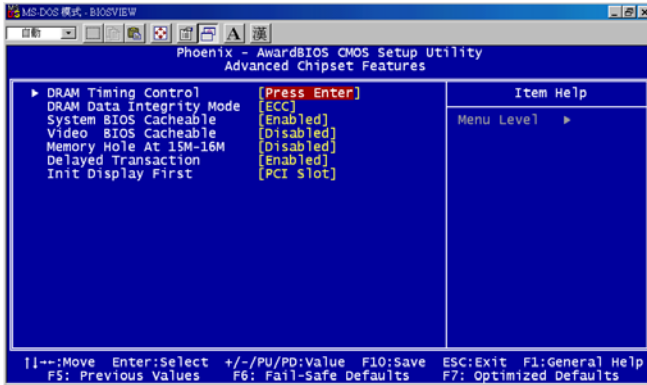 MS-DOS 模式 - BIOSVIEW
自動 A 漢
Phoenix - AwardBIOS CMOS Setup Utility
Advanced Chipset Features
▶ DRAM Timing Control [Press Enter]
DRAM Data Integrity Mode [ECC]
System BIOS Cacheable [Enabled]
Video BIOS Cacheable [Disabled]
Memory Hole At 15M-16M [Disabled]
Delayed Transaction [Enabled]
Init Display First [PCI Slot]
Item Help
Menu Level ▶
↑↓→←:Move Enter:Select +/-/PU/PD:Value F10:Save ESC:Exit F1:General Help
F5: Previous Values F6: Fail-Safe Defaults F7: Optimized Defaults